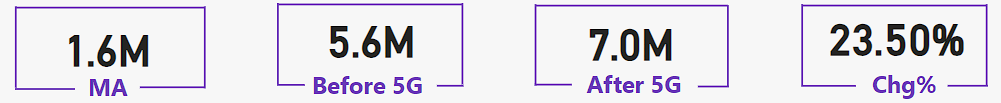 1.6M
MA
5.6M
Before 5G
7.0M
After 5G
23.50%
Chg%